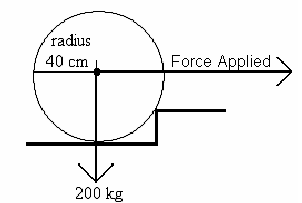 radius
40 cm
Force Applied
200 kg